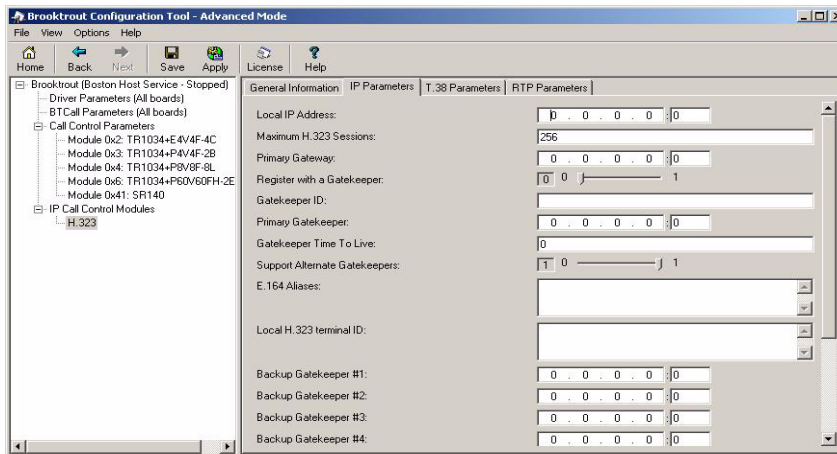 Brooktrout Configuration Tool - Advanced Mode
File View Options Help
Home Back Next Save Apply License Help
Brooktrout (Boston Host Service - Stopped)
Driver Parameters (All boards)
BTCall Parameters (All boards)
Call Control Parameters
Module 0x2: TR1034+E4V4F-4C
Module 0x3: TR1034+P4V4F-2B
Module 0x4: TR1034+P8V8F-8L
Module 0x6: TR1034+P60V60FH-2E
Module 0x41: SR140
IP Call Control Modules
H.323
General Information IP Parameters T.38 Parameters RTP Parameters
Local IP Address: 0 . 0 . 0 . 0 : 0
Maximum H.323 Sessions: 256
Primary Gateway: 0 . 0 . 0 . 0 : 0
Register with a Gatekeeper: 0 0 1
Gatekeeper ID:
Primary Gatekeeper: 0 . 0 . 0 . 0 : 0
Gatekeeper Time To Live: 0
Support Alternate Gatekeepers: 1 0 1
E.164 Aliases:
Local H.323 terminal ID:
Backup Gatekeeper #1: 0 . 0 . 0 . 0 : 0
Backup Gatekeeper #2: 0 . 0 . 0 . 0 : 0
Backup Gatekeeper #3: 0 . 0 . 0 . 0 : 0
Backup Gatekeeper #4: 0 . 0 . 0 . 0 : 0